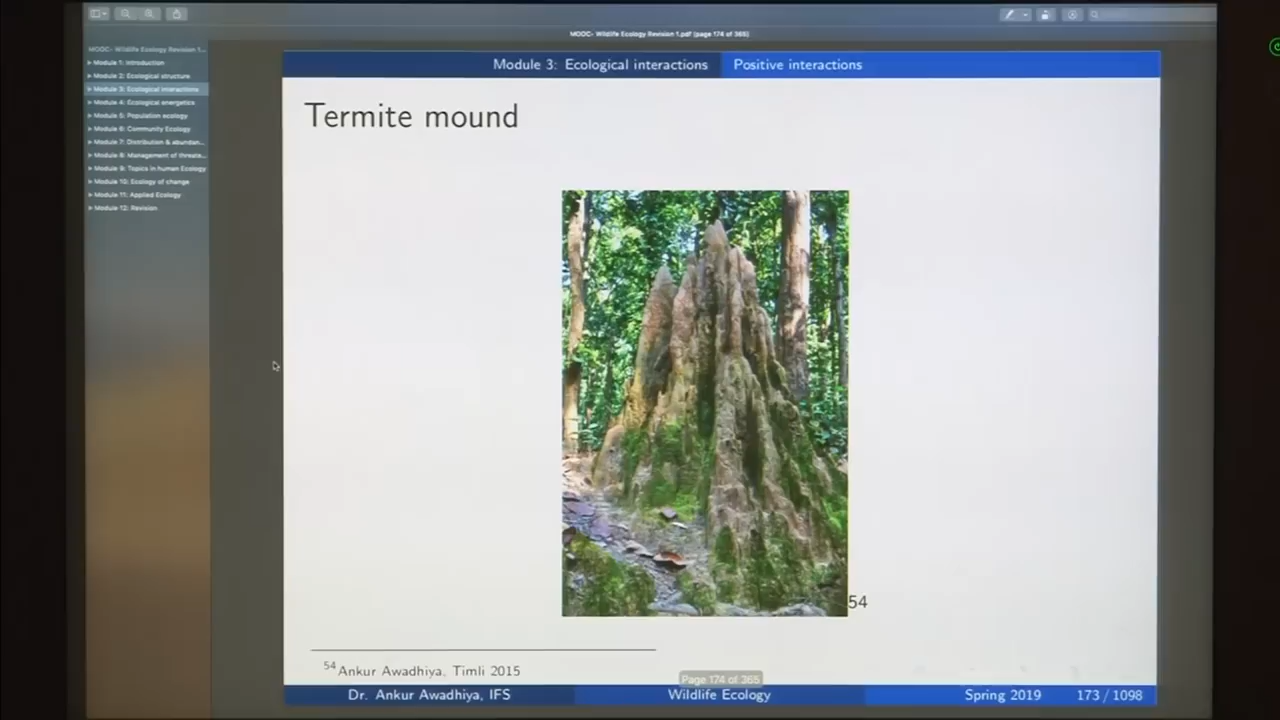 MOOC- Wildlife Ecology Revision 1.pdf (page 174 of 365)
MOOC- Wildlife Ecology Revision 1...
Module 1: Introduction
Module 2: Ecological structure
Module 3: Ecological interactions
Module 4: Ecological energetics
Module 5: Population ecology
Module 6: Community Ecology
Module 7: Distribution & abundan...
Module 8: Management of threate...
Module 9: Topics in human Ecology
Module 10: Ecology of change
Module 11: Applied Ecology
Module 12: Revision
Module 3: Ecological interactions Positive interactions
Termite mound
54
54 Ankur Awadhiya, Timli 2015
Page 174 of 365
Dr. Ankur Awadhiya, IFS Wildlife Ecology Spring 2019 173 / 1098